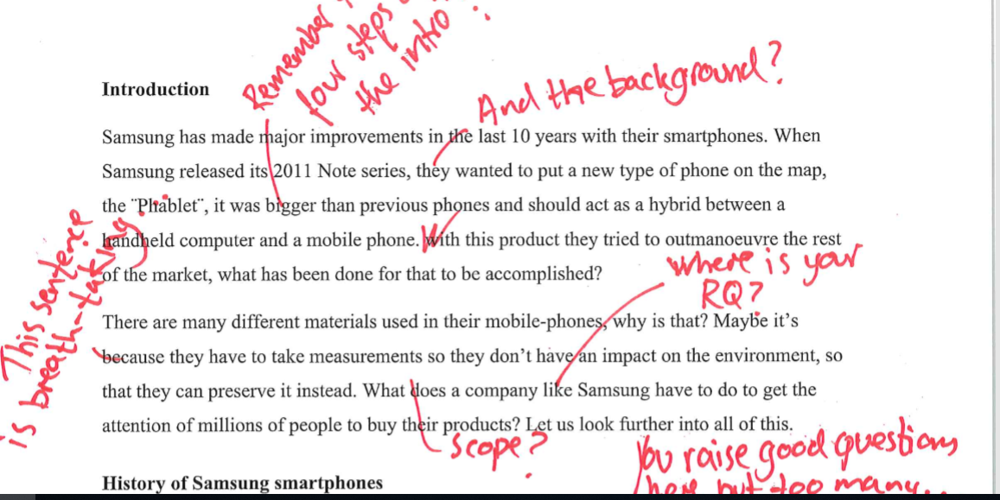 Remember
four steps
the intro?
And the background?
Introduction
Samsung has made major improvements in the last 10 years with their smartphones. When
Samsung released its 2011 Note series, they wanted to put a new type of phone on the map,
the ¨Phablet¨, it was bigger than previous phones and should act as a hybrid between a
handheld computer and a mobile phone. With this product they tried to outmanoeuvre the rest
of the market, what has been done for that to be accomplished?
This sentence
is breath-taking.
Where is your
RQ?
There are many different materials used in their mobile-phones, why is that? Maybe it’s
because they have to take measurements so they don’t have an impact on the environment, so
that they can preserve it instead. What does a company like Samsung have to do to get the
attention of millions of people to buy their products? Let us look further into all of this.
Scope?
You raise good questions
here but too many...
History of Samsung smartphones